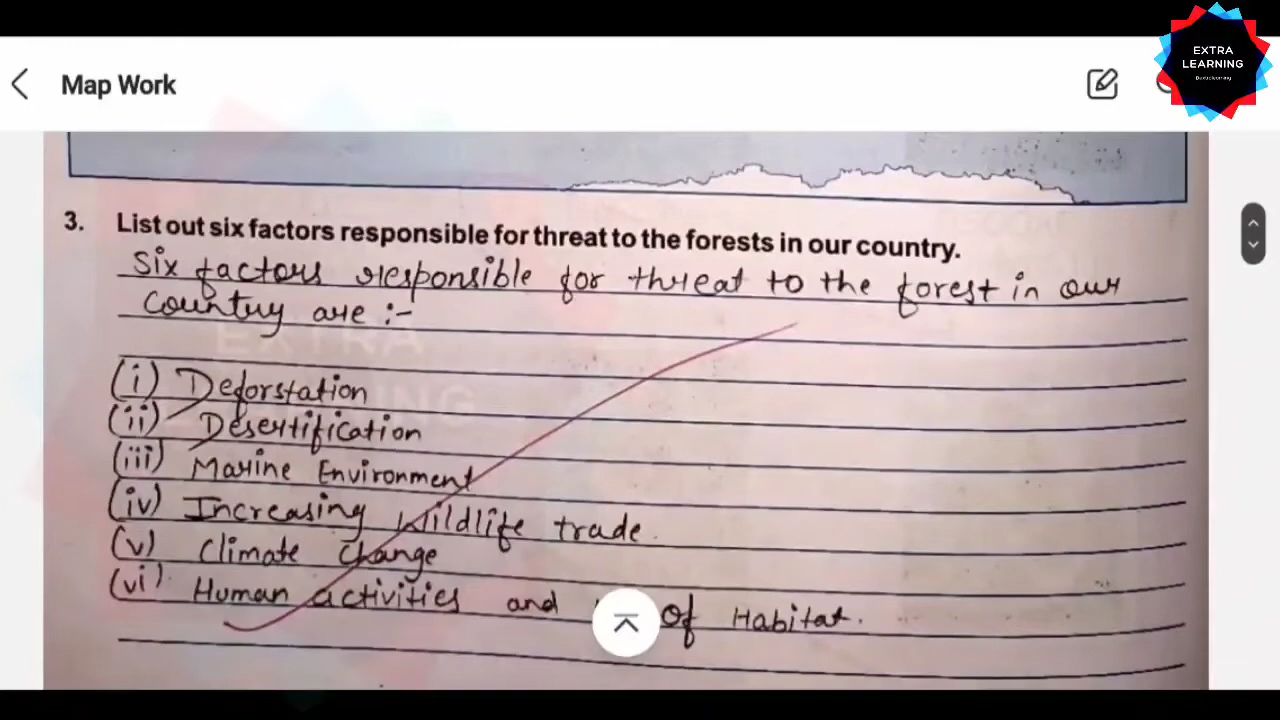 EXTRA
LEARNING
Map Work
3. List out six factors responsible for threat to the forests in our country.
Six factors responsible for threat to the forest in our
country are :-
(i) Deforstation
(ii) Desertification
(iii) Marine Environment
(iv) Increasing Wildlife trade.
(v) Climate Change
(vi) Human activities and of Habitat.